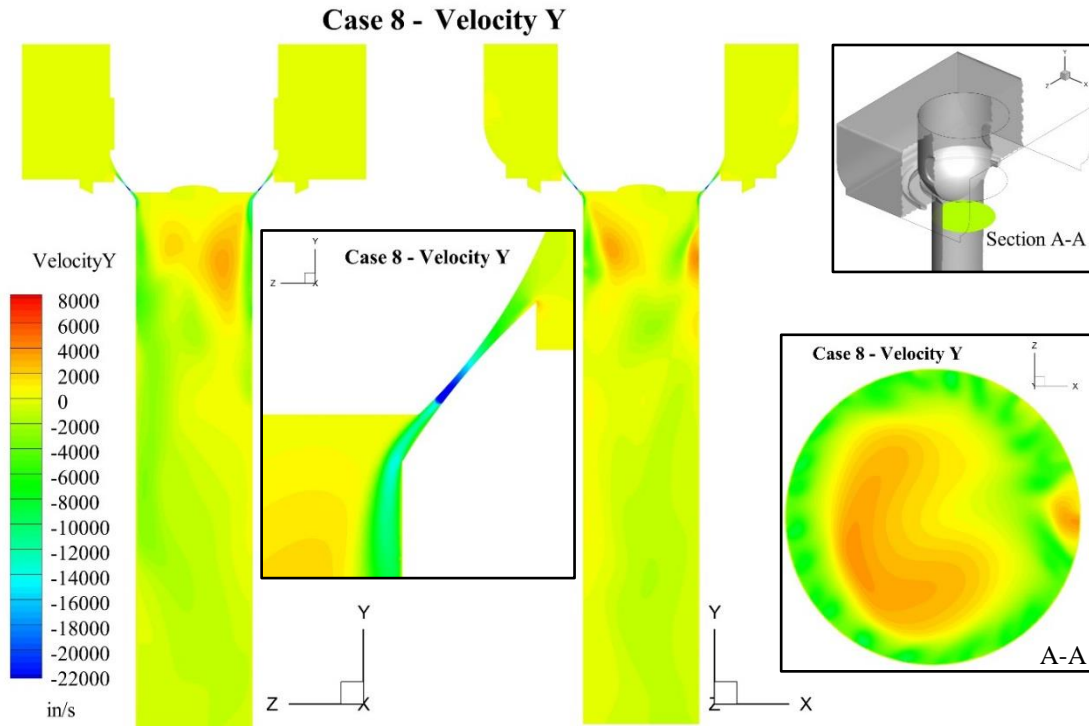 Case 8 - Velocity Y
Y
Z
X
Section A-A
Y
Z
X
Case 8 - Velocity Y
VelocityY
8000
6000
4000
2000
0
-2000
-4000
-6000
-8000
-10000
-12000
-14000
-16000
-18000
-20000
-22000
in/s
Case 8 - Velocity Y
Z
Y
X
A-A
Y
Z
X
Y
Z
X